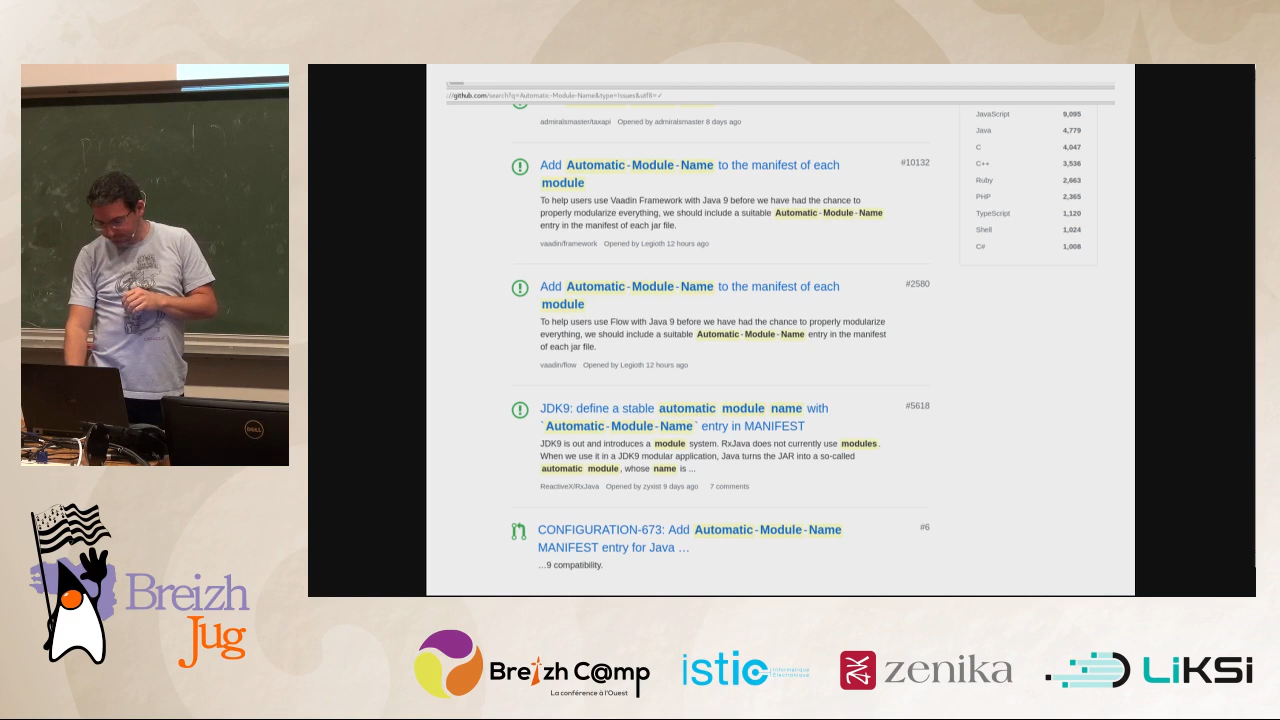 ://github.com/search?q=Automatic-Module-Name&type=Issues&utf8=✓
admiralsmaster/taxapi Opened by admiralsmaster 8 days ago
Add Automatic-Module-Name to the manifest of each
module
#10132
To help users use Vaadin Framework with Java 9 before we have had the chance to
properly modularize everything, we should include a suitable Automatic-Module-Name
entry in the manifest of each jar file.
vaadin/framework Opened by Legioth 12 hours ago
Add Automatic-Module-Name to the manifest of each
module
#2580
To help users use Flow with Java 9 before we have had the chance to properly modularize
everything, we should include a suitable Automatic-Module-Name entry in the manifest
of each jar file.
vaadin/flow Opened by Legioth 12 hours ago
JDK9: define a stable automatic module name with
`Automatic-Module-Name` entry in MANIFEST
#5618
JDK9 is out and introduces a module system. RxJava does not currently use modules.
When we use it in a JDK9 modular application, Java turns the JAR into a so-called
automatic module, whose name is ...
ReactiveX/RxJava Opened by zyxist 9 days ago 7 comments
CONFIGURATION-673: Add Automatic-Module-Name
MANIFEST entry for Java …
#6
…9 compatibility.
JavaScript 9,095
Java 4,779
C 4,047
C++ 3,536
Ruby 2,663
PHP 2,365
TypeScript 1,120
Shell 1,024
C# 1,008
DELL
Breizh
Jug
Breizh C@mp
La conférence à l'Ouest
istic
Informatique
Électronique
zenika
LiKSi